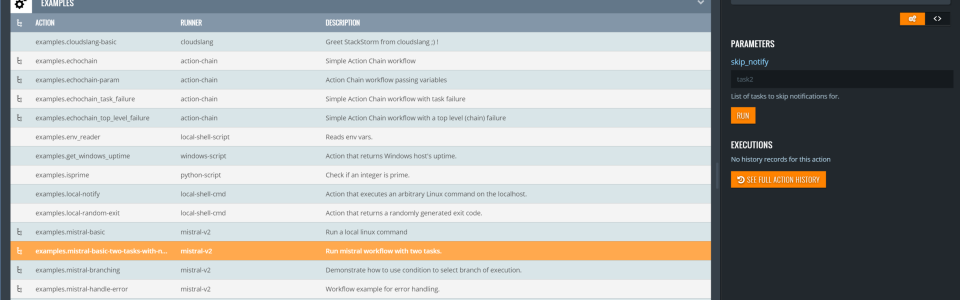 EXAMPLES
ACTION RUNNER DESCRIPTION
examples.cloudslang-basic cloudslang Greet StackStorm from cloudslang ;) !
examples.echochain action-chain Simple Action Chain workflow
examples.echochain-param action-chain Action Chain workflow passing variables
examples.echochain_task_failure action-chain Simple Action Chain workflow with task failure
examples.echochain_top_level_failure action-chain Simple Action Chain workflow with a top level (chain) failure
examples.env_reader local-shell-script Reads env vars.
examples.get_windows_uptime windows-script Action that returns Windows host's uptime.
examples.isprime python-script Check if an integer is prime.
examples.local-notify local-shell-cmd Action that executes an arbitrary Linux command on the localhost.
examples.local-random-exit local-shell-cmd Action that returns a randomly generated exit code.
examples.mistral-basic mistral-v2 Run a local linux command
examples.mistral-basic-two-tasks-with-n... mistral-v2 Run mistral workflow with two tasks.
examples.mistral-branching mistral-v2 Demonstrate how to use condition to select branch of execution.
examples.mistral-handle-error mistral-v2 Workflow example for error handling.
<>
PARAMETERS
skip_notify
task2
List of tasks to skip notifications for.
RUN
EXECUTIONS
No history records for this action
SEE FULL ACTION HISTORY